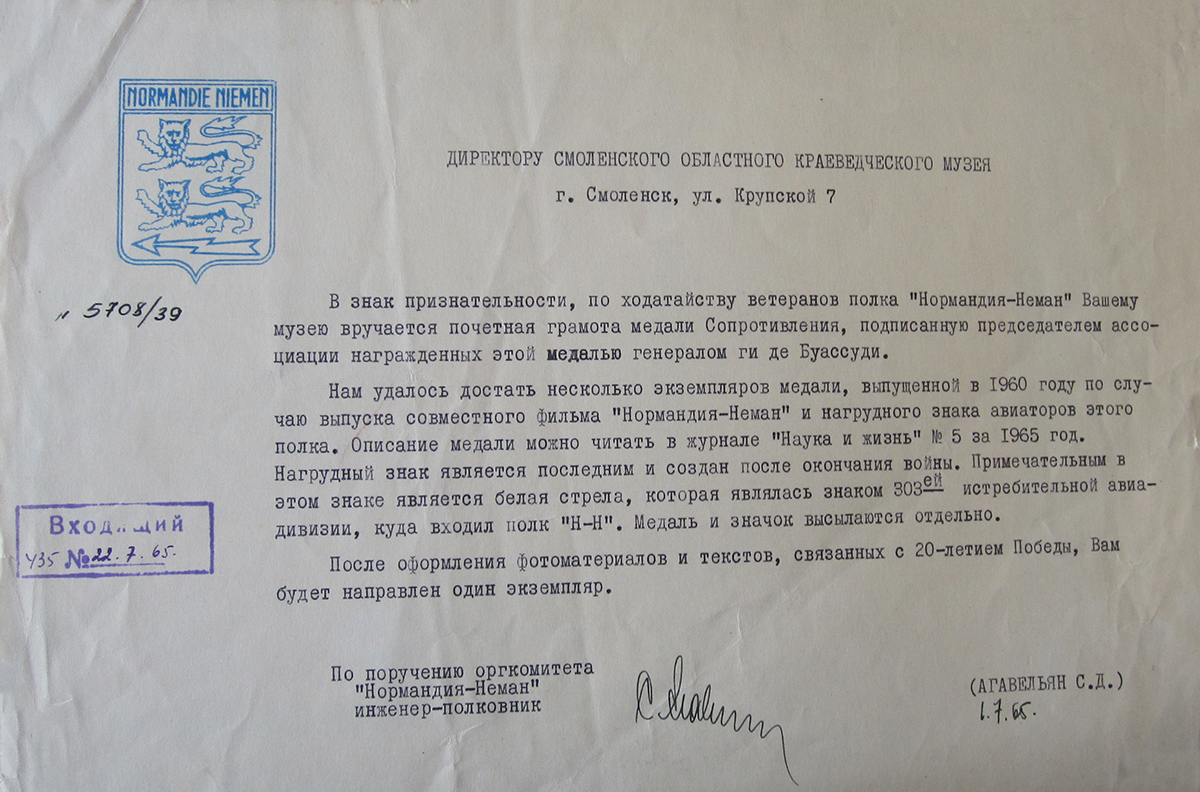 NORMANDIE NIEMEN
ДИРЕКТОРУ СМОЛЕНСКОГО ОБЛАСТНОГО КРАЕВЕДЧЕСКОГО МУЗЕЯ
г. Смоленск, ул. Крупской 7
" 5708/39
В знак признательности, по ходатайству ветеранов полка "Нормандия-Неман" Вашему
музею вручается почетная грамота медали Сопротивления, подписанную председателем ассо-
циации награжденных этой медалью генералом ги де Буассуди.
Нам удалось достать несколько экземпляров медали, выпущенной в 1960 году по слу-
чаю выпуска совместного фильма "Нормандия-Неман" и нагрудного знака авиаторов этого
полка. Описание медали можно читать в журнале "Наука и жизнь" № 5 за 1965 год.
Нагрудный знак является последним и создан после окончания войны. Примечательным в
этом знаке является белая стрела, которая являлась знаком 303ей истребительной авиа-
дивизии, куда входил полк "Н-Н". Медаль и значок высылаются отдельно.
После оформления фотоматериалов и текстов, связанных с 20-летием Победы, Вам
будет направлен один экземпляр.
Входящий
435 № 22.7.65.
По поручению оргкомитета
"Нормандия-Неман"
инженер-полковник
(АГАВЕЛЬЯН С.Д.)
1.7.65.